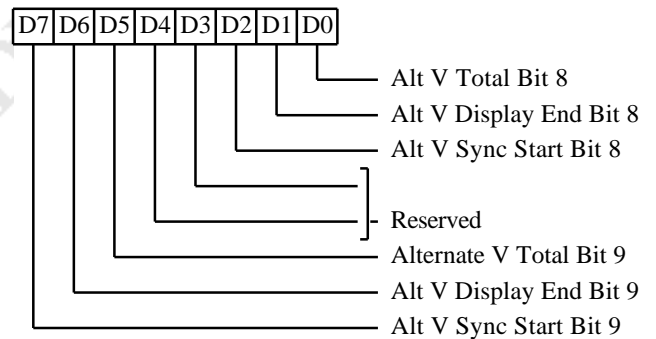 D7 D6 D5 D4 D3 D2 D1 D0
Alt V Total Bit 8
Alt V Display End Bit 8
Alt V Sync Start Bit 8
Reserved
Alternate V Total Bit 9
Alt V Display End Bit 9
Alt V Sync Start Bit 9